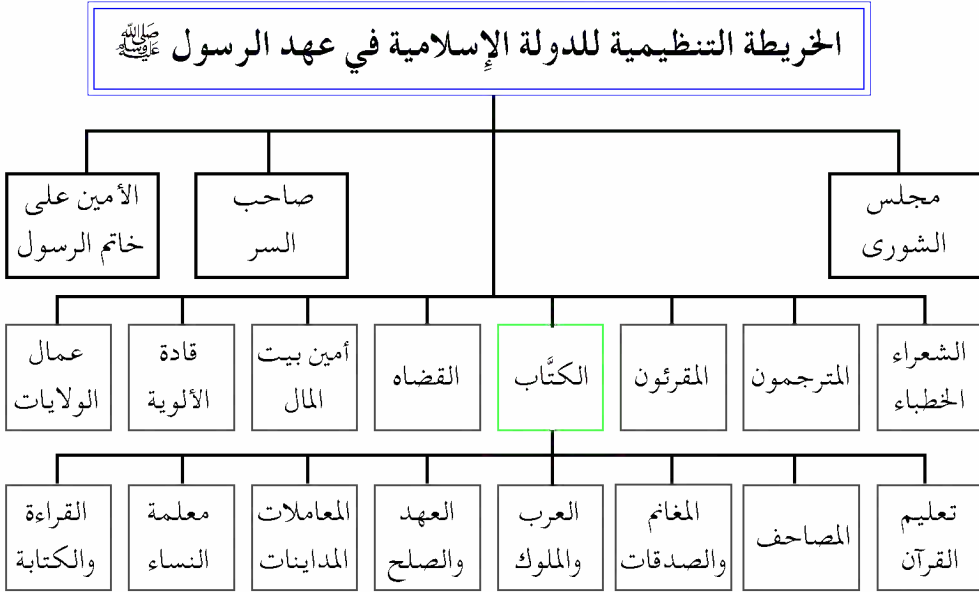 الخريطة التنظيمية للدولة الإِسلامية في عهد الرسول ﷺ
مجلس
الشورى
صاحب
السر
الأمين على
خاتم الرسول
الشعراء
الخطباء
المترجمون
المقرئون
الكتَّاب
القضاه
أمين بيت
المال
قادة
الألوية
عمال
الولايات
تعليم
القرآن
المصاحف
المغانم
والصدقات
العرب
والملوك
العهد
والصلح
المعاملات
المداينات
معلمة
النساء
القراءة
والكتابة